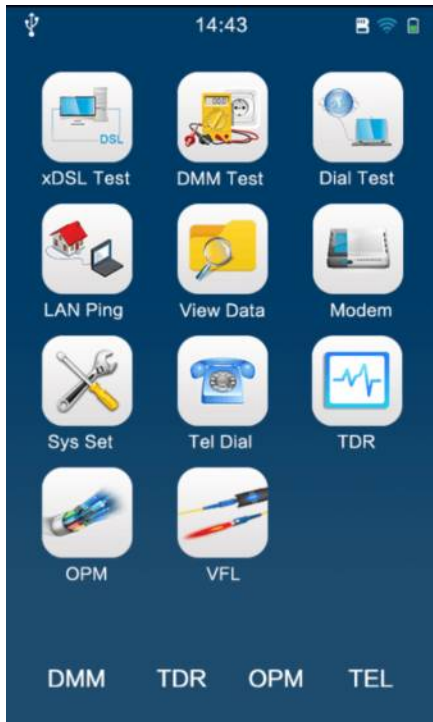 14:43
DSL
xDSL Test DMM Test Dial Test
LAN Ping View Data Modem
Sys Set Tel Dial TDR
OPM VFL
DMM TDR OPM TEL